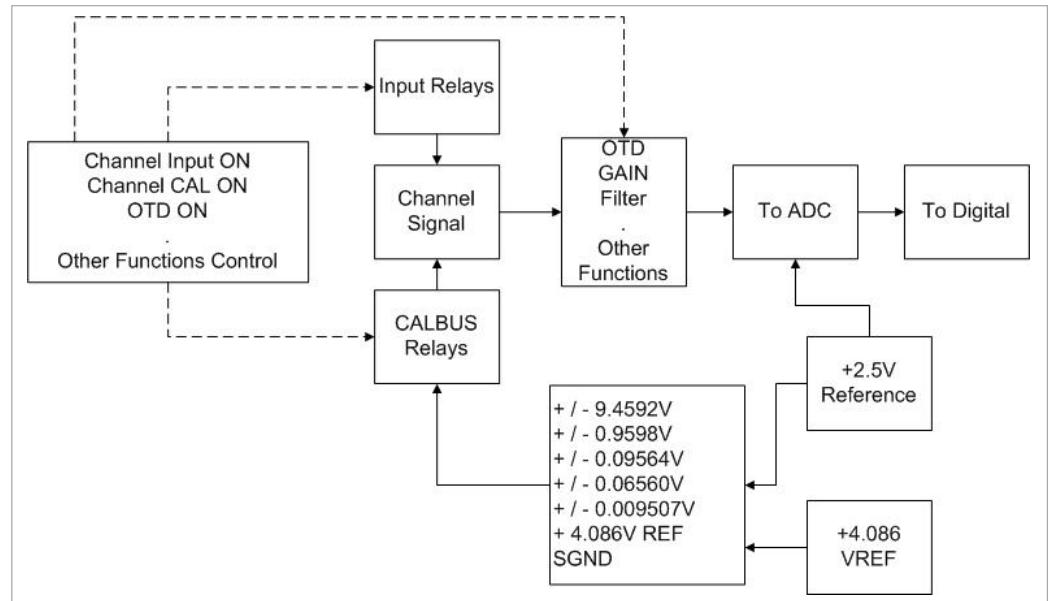 Input Relays
Channel Input ON
Channel CAL ON
OTD ON
.
Other Functions Control
Channel
Signal
OTD
GAIN
Filter
.
Other
Functions
To ADC
To Digital
CALBUS
Relays
+2.5V
Reference
+ / - 9.4592V
+ / - 0.9598V
+ / - 0.09564V
+ / - 0.06560V
+ / - 0.009507V
+ 4.086V REF
SGND
+4.086
VREF